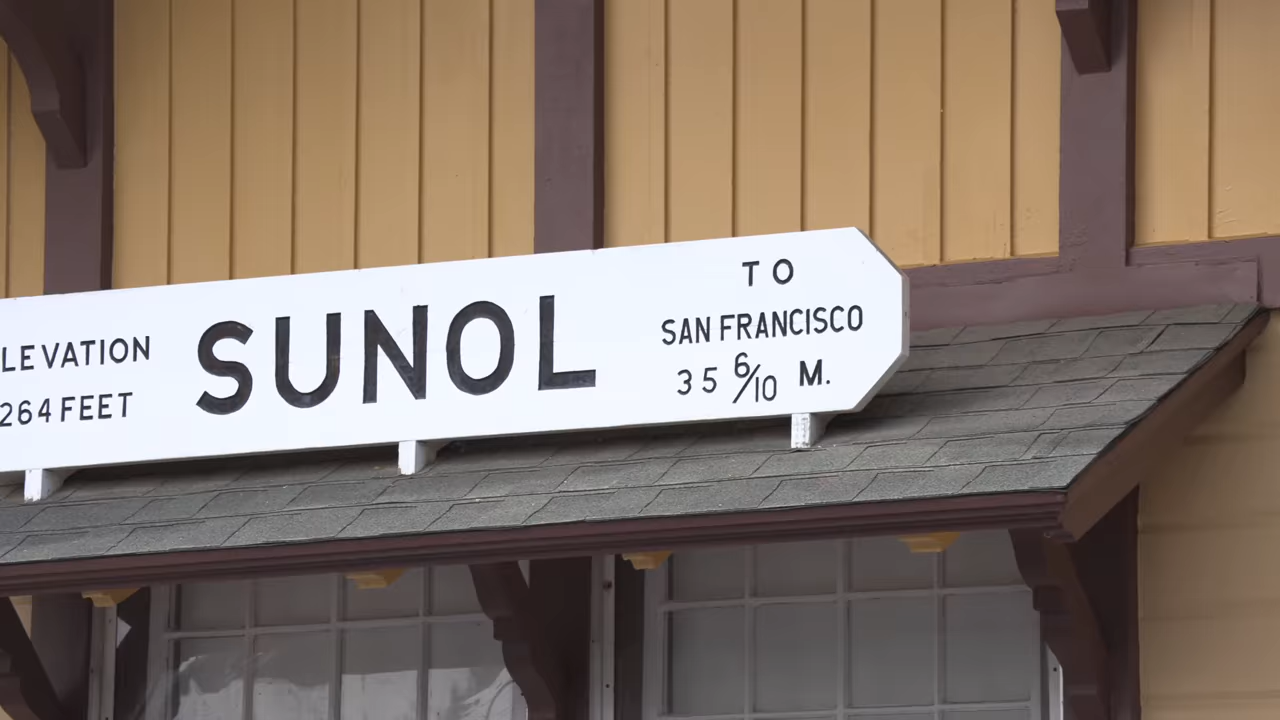 LEVATION
264 FEET
SUNOL
TO
SAN FRANCISCO
35 6/10 M.